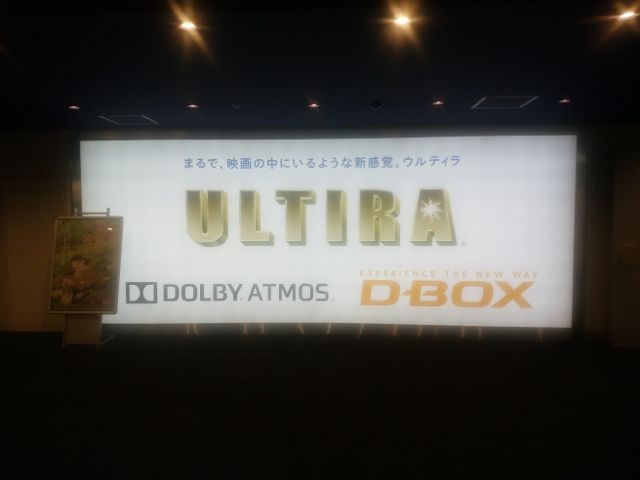 まるで、映画の中にいるような新感覚。ウルティラ
ULTIRA®
DOLBY ATMOS
EXPERIENCE THE NEW WAY
D-BOX